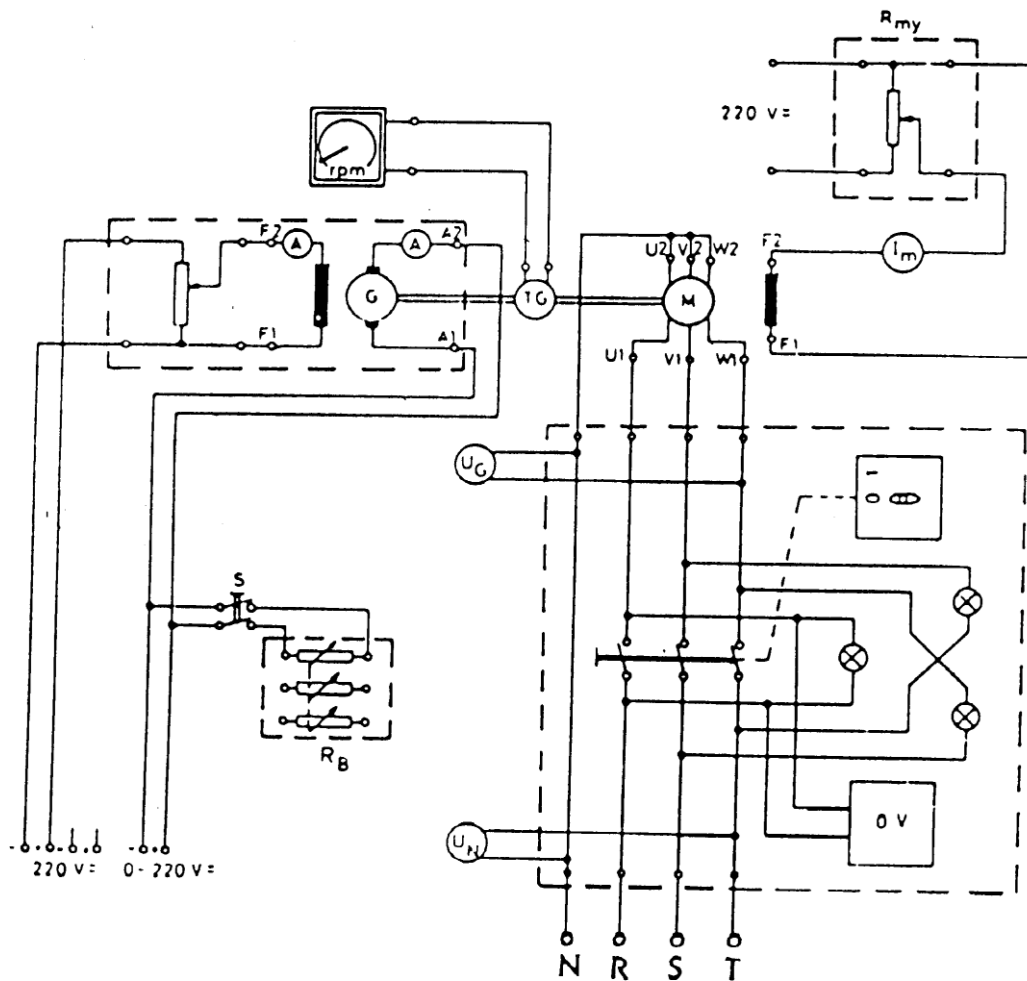 Rmy
220 V=
rpm
F2
A
A
A2
G
F1
A1
TG
U2 V2 W2
M
U1
V1
W1
F2
Im
F1
UG
0
S
RB
UN
0 V
- . - .
220 V=
- .
0- 220 V=
N R S T